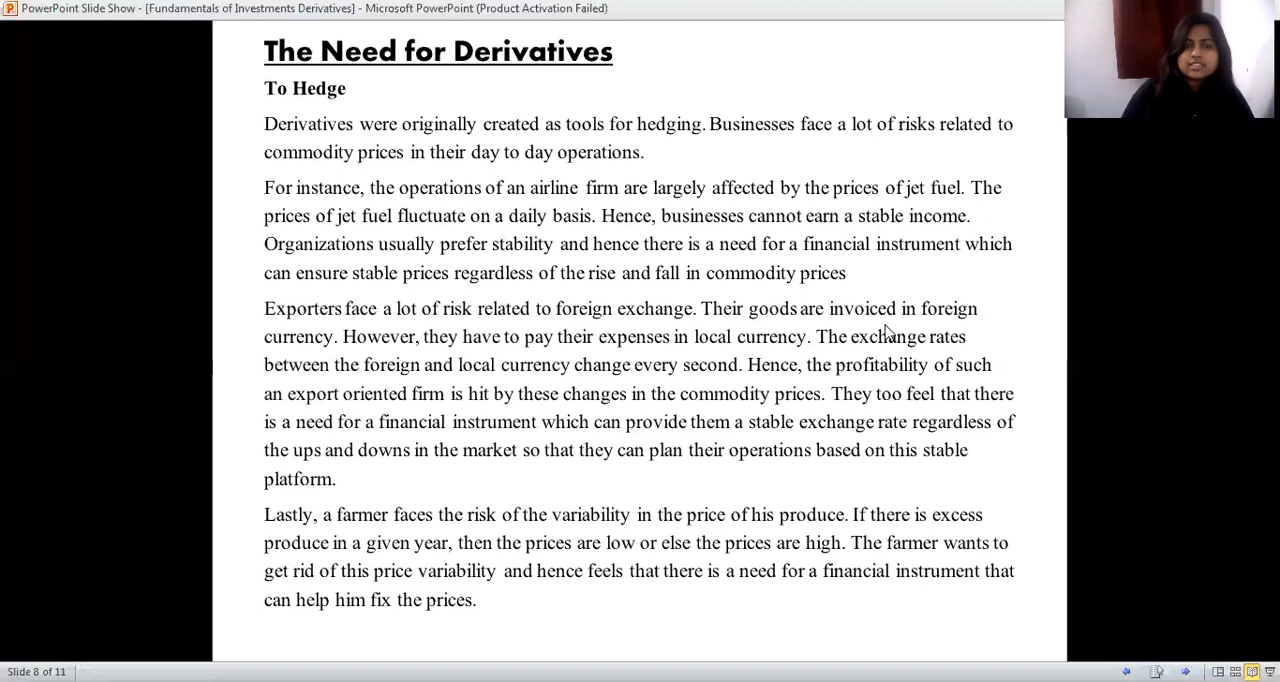 PowerPoint Slide Show - [Fundamentals of Investments Derivatives] - Microsoft PowerPoint (Product Activation Failed)
The Need for Derivatives
To Hedge
Derivatives were originally created as tools for hedging. Businesses face a lot of risks related to
commodity prices in their day to day operations.
For instance, the operations of an airline firm are largely affected by the prices of jet fuel. The
prices of jet fuel fluctuate on a daily basis. Hence, businesses cannot earn a stable income.
Organizations usually prefer stability and hence there is a need for a financial instrument which
can ensure stable prices regardless of the rise and fall in commodity prices
Exporters face a lot of risk related to foreign exchange. Their goods are invoiced in foreign
currency. However, they have to pay their expenses in local currency. The exchange rates
between the foreign and local currency change every second. Hence, the profitability of such
an export oriented firm is hit by these changes in the commodity prices. They too feel that there
is a need for a financial instrument which can provide them a stable exchange rate regardless of
the ups and downs in the market so that they can plan their operations based on this stable
platform.
Lastly, a farmer faces the risk of the variability in the price of his produce. If there is excess
produce in a given year, then the prices are low or else the prices are high. The farmer wants to
get rid of this price variability and hence feels that there is a need for a financial instrument that
can help him fix the prices.
Slide 8 of 11